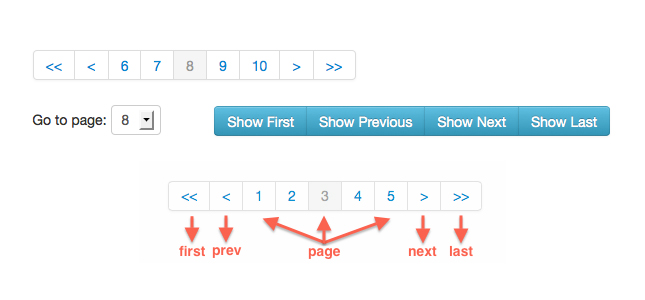 << < 6 7 8 9 10 > >>
Go to page: 8 Show First Show Previous Show Next Show Last
<< < 1 2 3 4 5 > >>
first prev page next last